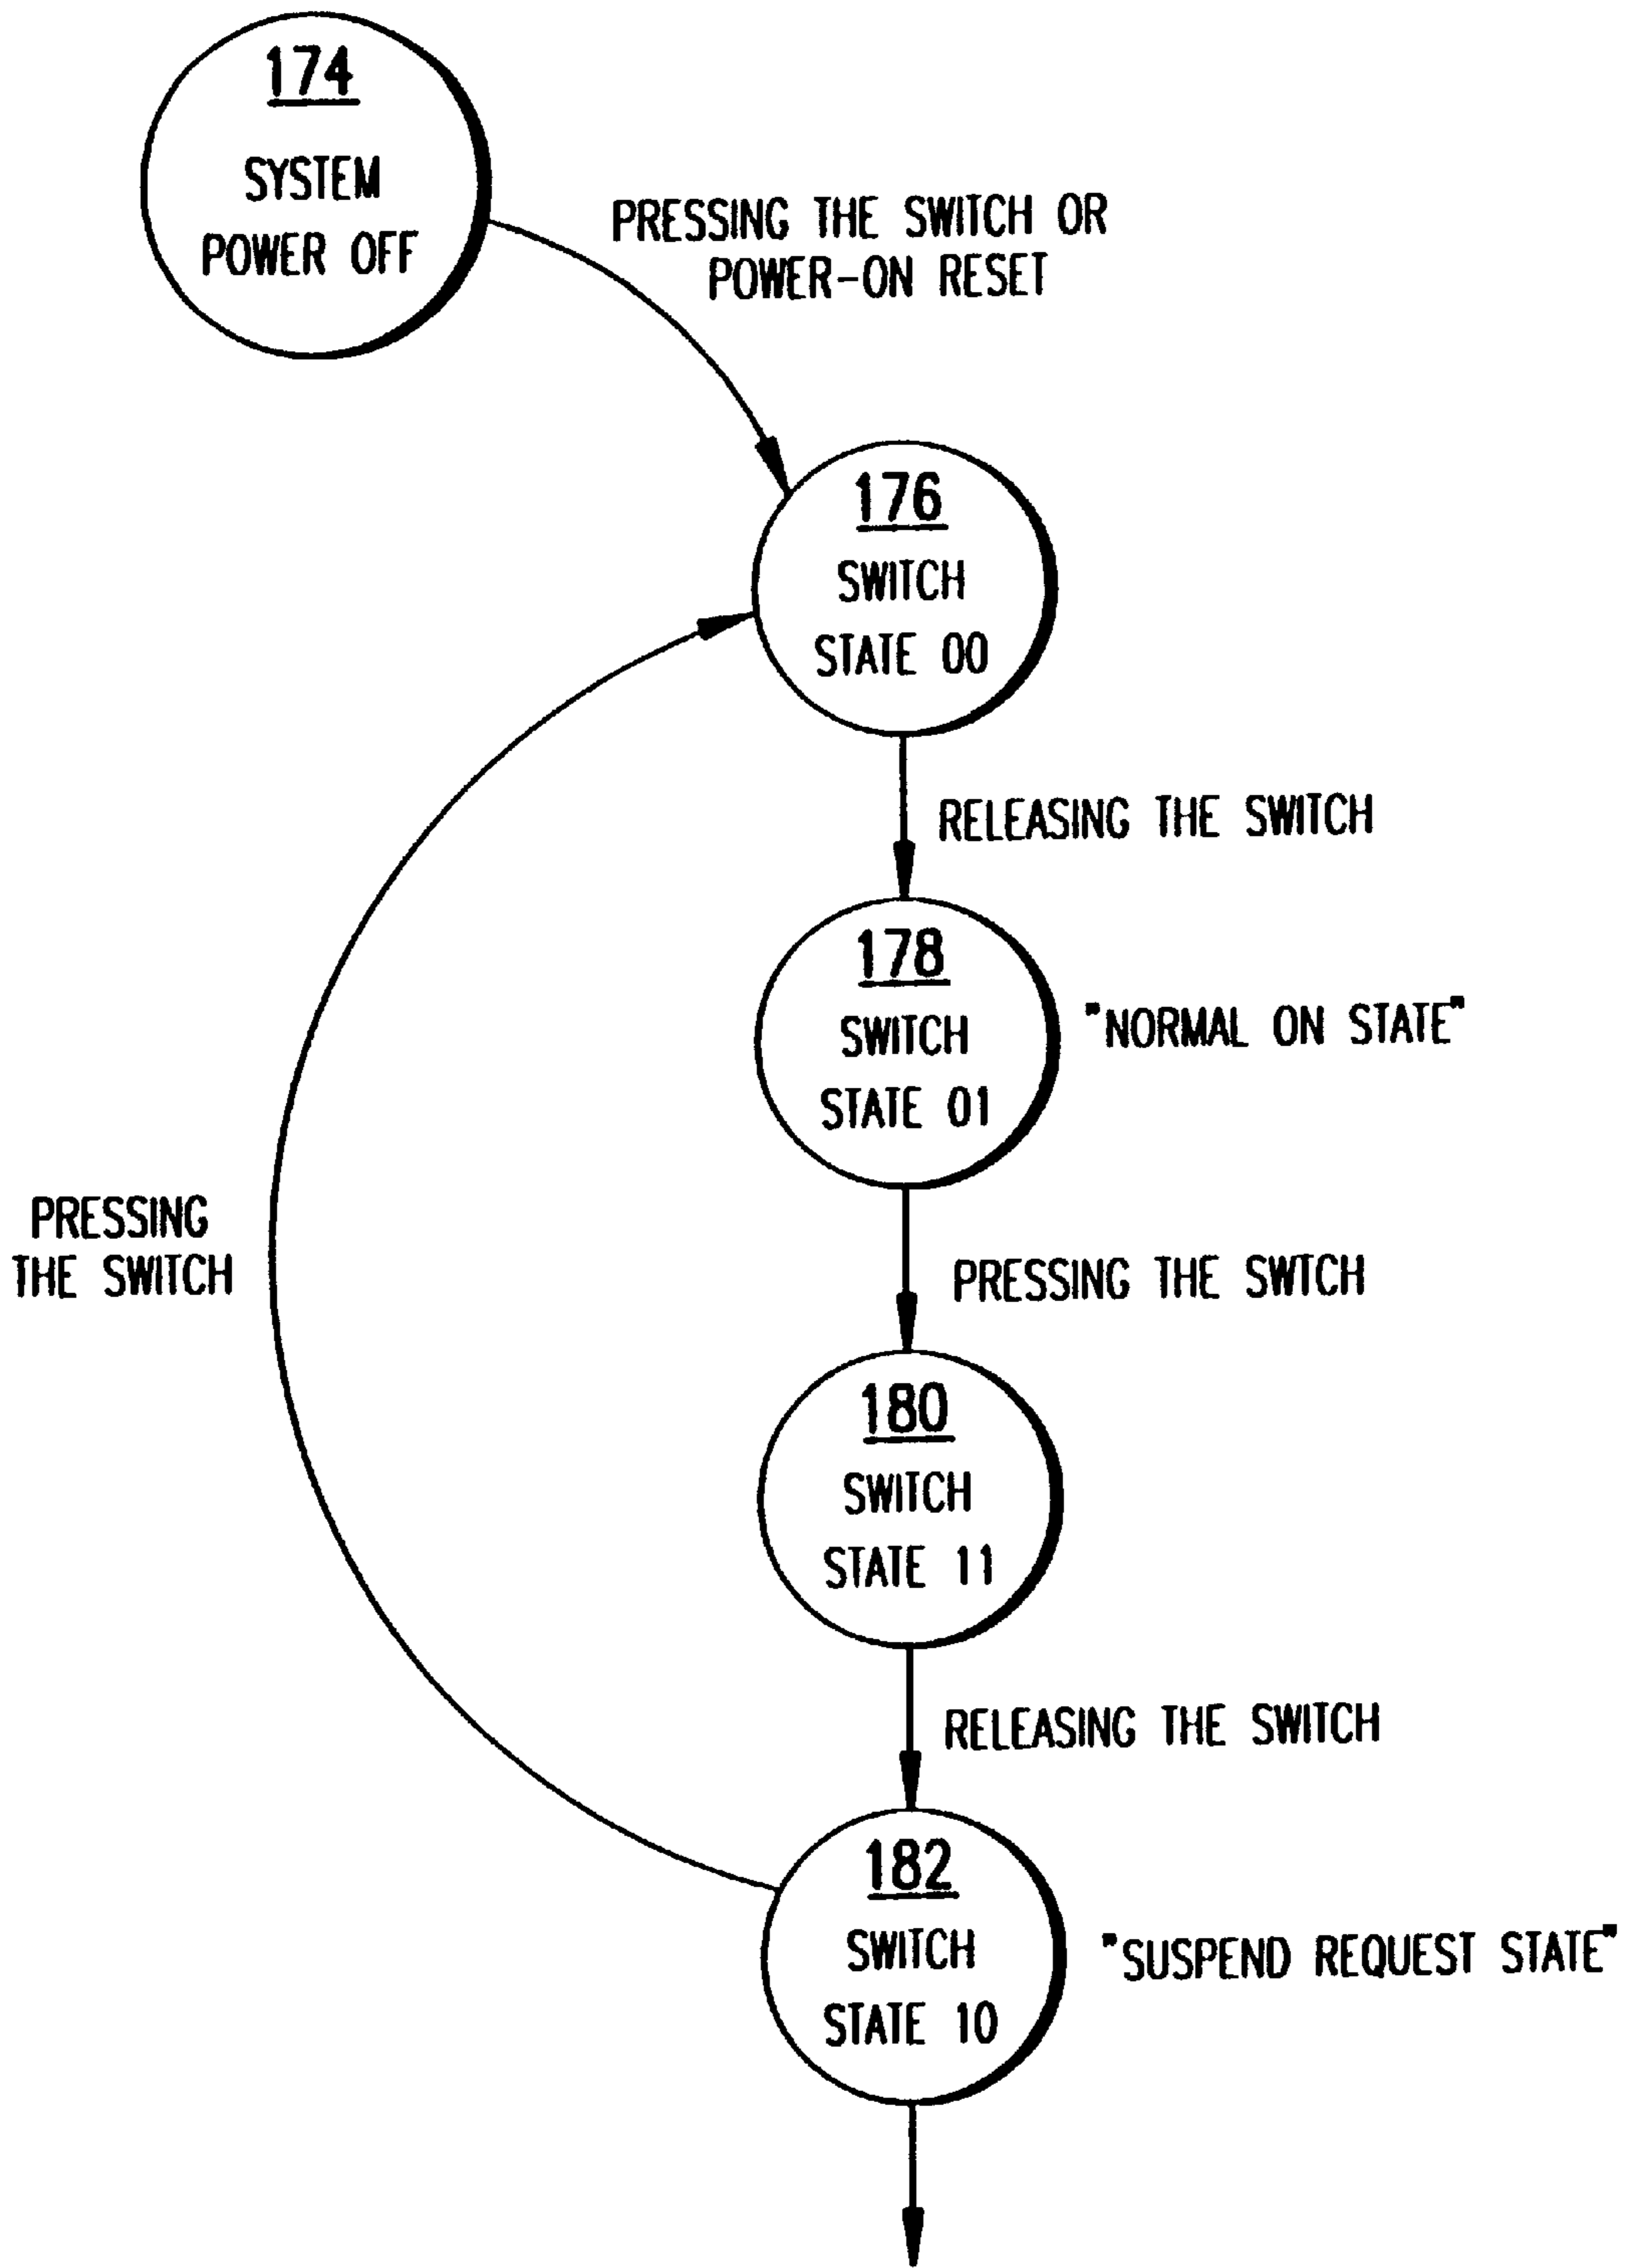 174
SYSTEM
POWER OFF
PRESSING THE SWITCH OR
POWER-ON RESET
176
SWITCH
STATE 00
RELEASING THE SWITCH
178
SWITCH
STATE 01
"NORMAL ON STATE"
PRESSING
THE SWITCH
PRESSING THE SWTCH
180
SWITCH
STATE 11
RELEASING THE SWITCH
182
SWITCH
STATE 10
"SUSPEND REQUEST STATE"